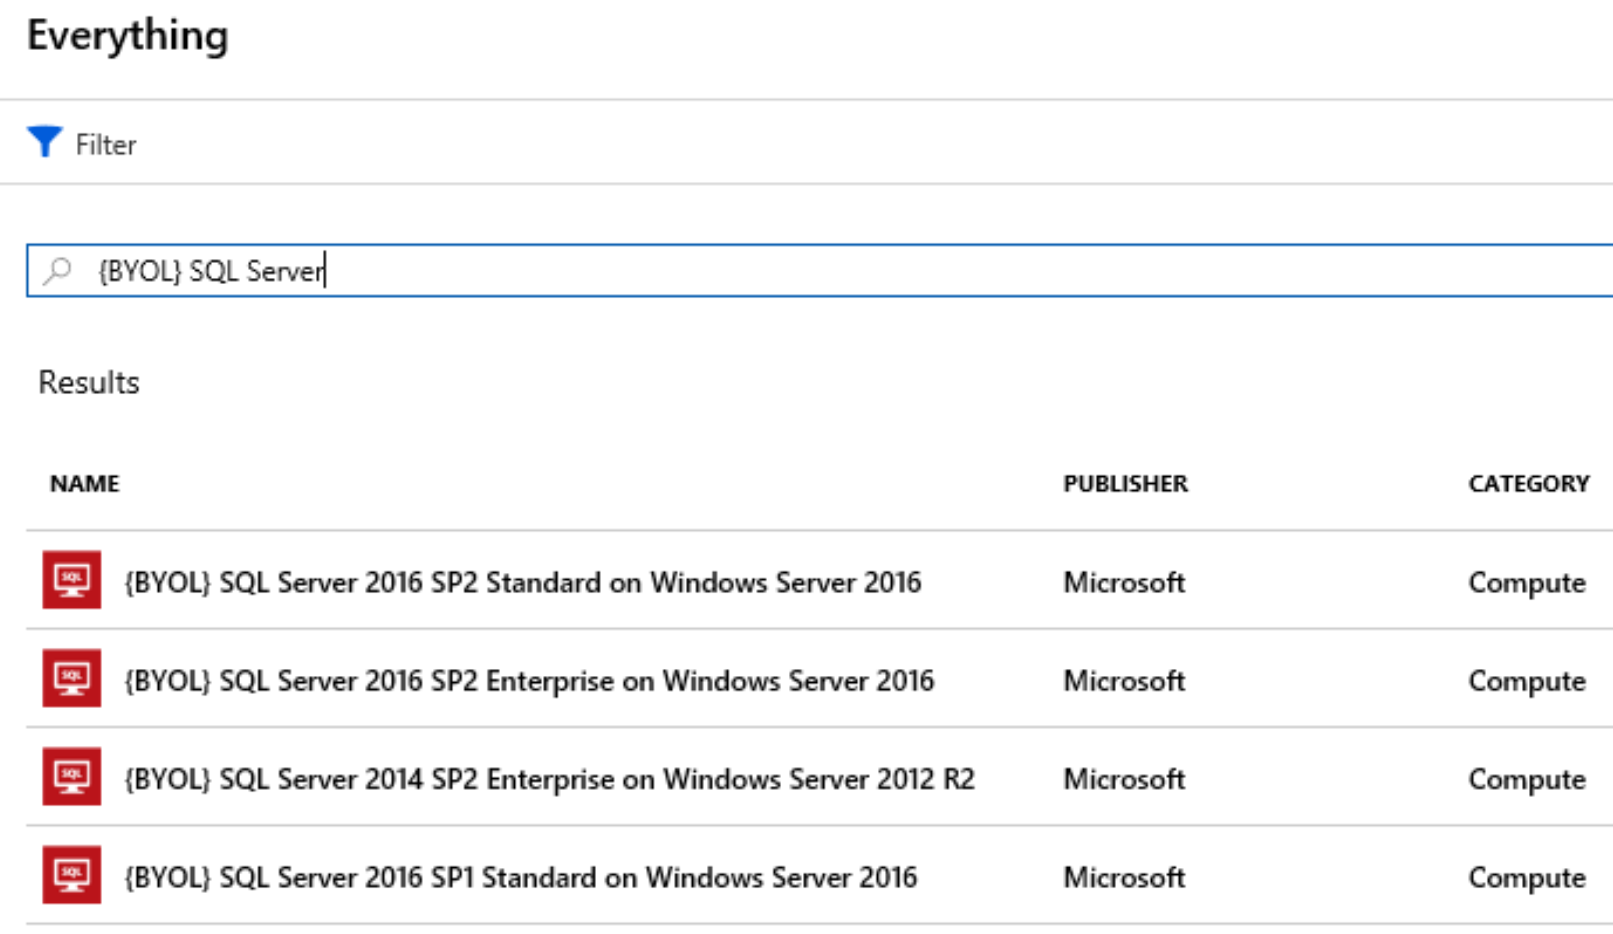 Everything
Filter
{BYOL} SQL Server
Results
NAME PUBLISHER CATEGORY
SQL {BYOL} SQL Server 2016 SP2 Standard on Windows Server 2016 Microsoft Compute
SQL {BYOL} SQL Server 2016 SP2 Enterprise on Windows Server 2016 Microsoft Compute
SQL {BYOL} SQL Server 2014 SP2 Enterprise on Windows Server 2012 R2 Microsoft Compute
SQL {BYOL} SQL Server 2016 SP1 Standard on Windows Server 2016 Microsoft Compute